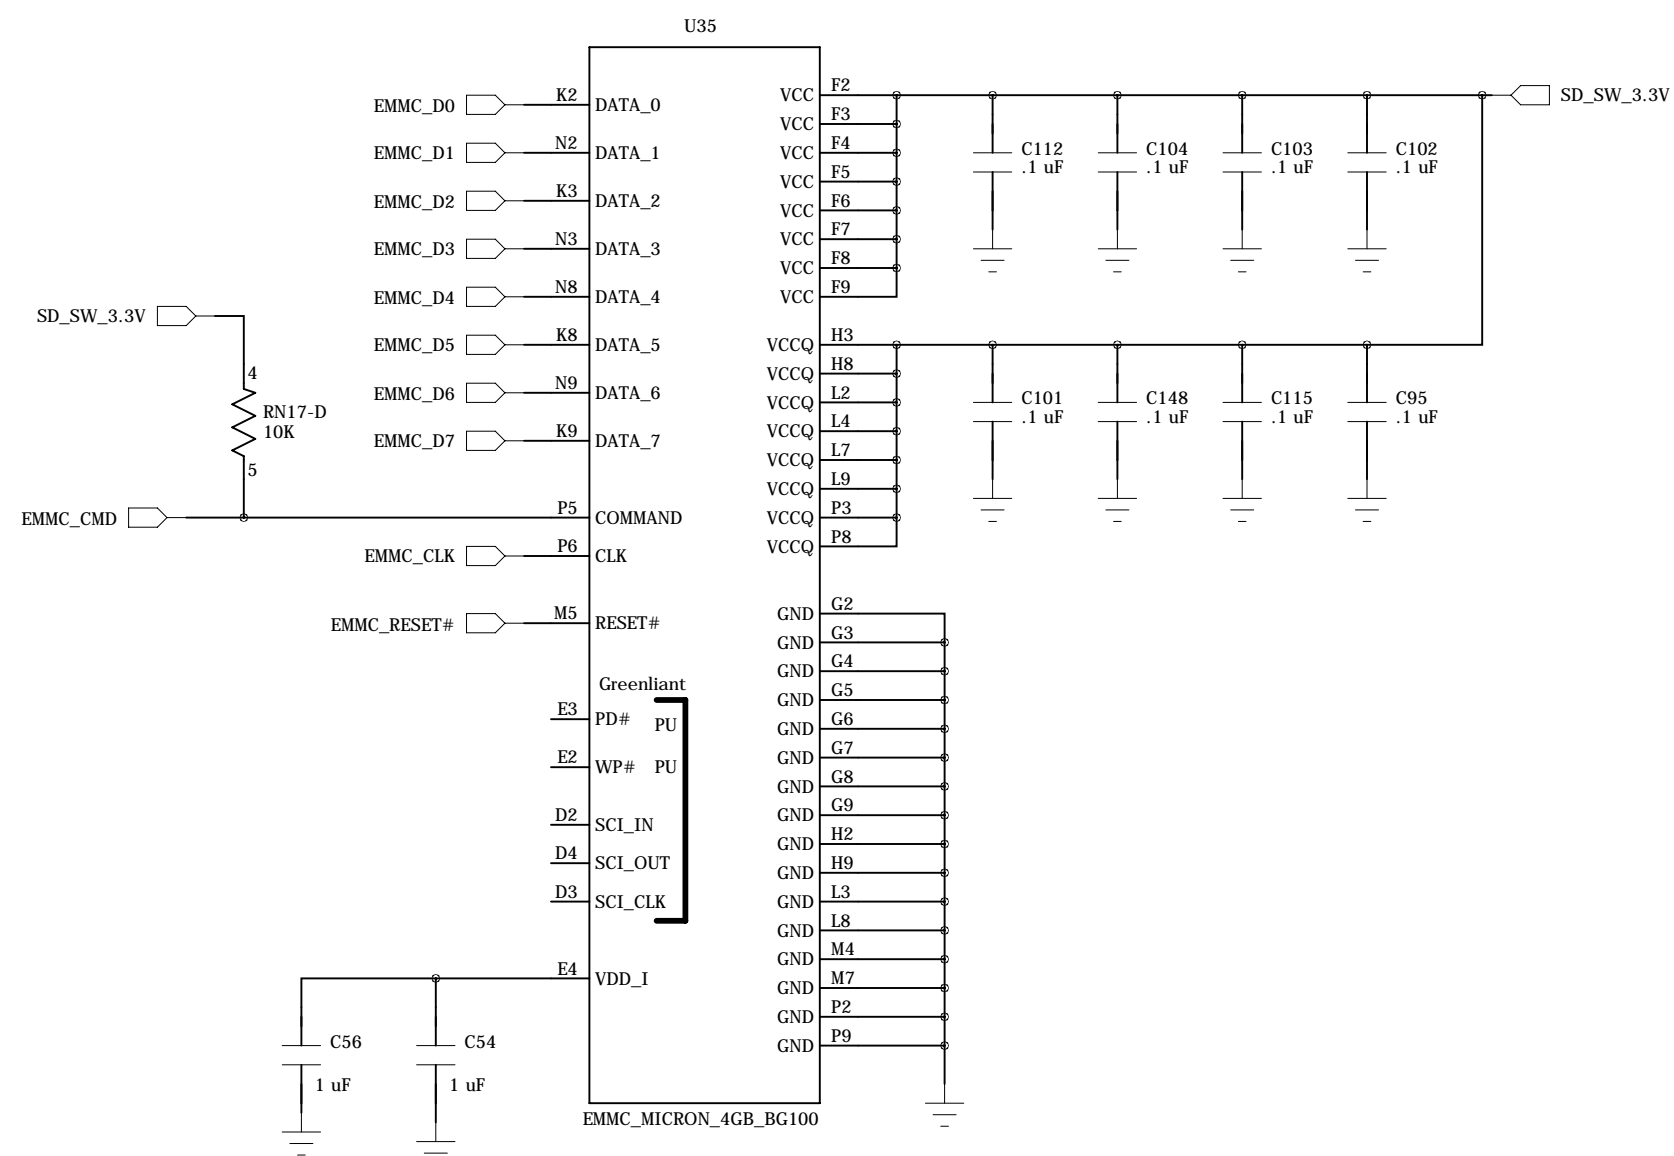 U35
EMMC_D0 K2 DATA_0
EMMC_D1 N2 DATA_1
EMMC_D2 K3 DATA_2
EMMC_D3 N3 DATA_3
EMMC_D4 N8 DATA_4
EMMC_D5 K8 DATA_5
EMMC_D6 N9 DATA_6
EMMC_D7 K9 DATA_7
SD_SW_3.3V
4
RN17-D
10K
5
EMMC_CMD P5 COMMAND
EMMC_CLK P6 CLK
EMMC_RESET# M5 RESET#
Greenliant
E3 PD# PU
E2 WP# PU
D2 SCI_IN
D4 SCI_OUT
D3 SCI_CLK
E4 VDD_I
C56
1 uF
C54
1 uF
VCC F2 SD_SW_3.3V
VCC F3
VCC F4
VCC F5
VCC F6
VCC F7
VCC F8
VCC F9
C112
.1 uF
C104
.1 uF
C103
.1 uF
C102
.1 uF
VCCQ H3
VCCQ H8
VCCQ L2
VCCQ L4
VCCQ L7
VCCQ L9
VCCQ P3
VCCQ P8
C101
.1 uF
C148
.1 uF
C115
.1 uF
C95
.1 uF
GND G2
GND G3
GND G4
GND G5
GND G6
GND G7
GND G8
GND G9
GND H2
GND H9
GND L3
GND L8
GND M4
GND M7
GND P2
GND P9
EMMC_MICRON_4GB_BG100